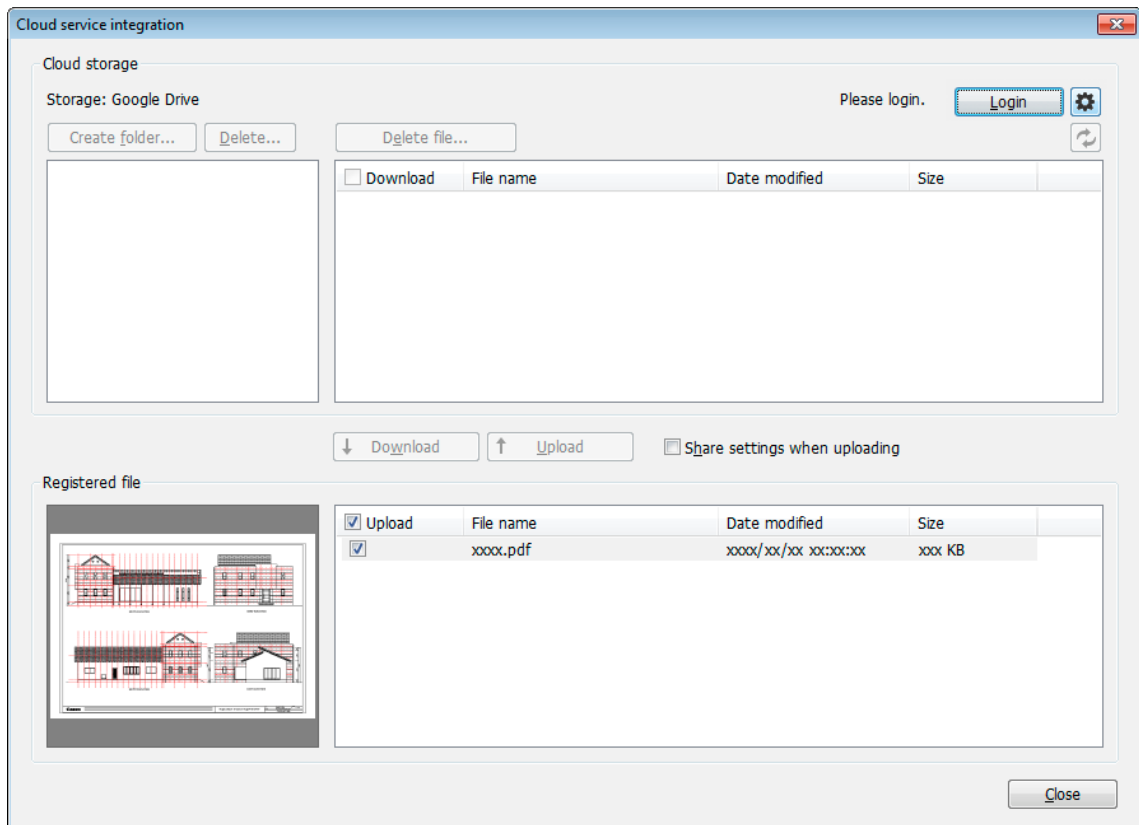 Cloud service integration
Cloud storage
Storage: Google Drive
Please login.
Login
Create folder...
Delete...
Delete file...
Download File name Date modified Size
Download
Upload
Share settings when uploading
Registered file
Upload File name Date modified Size
xxxx.pdf xxxx/xx/xx xx:xx:xx xxx KB
Close